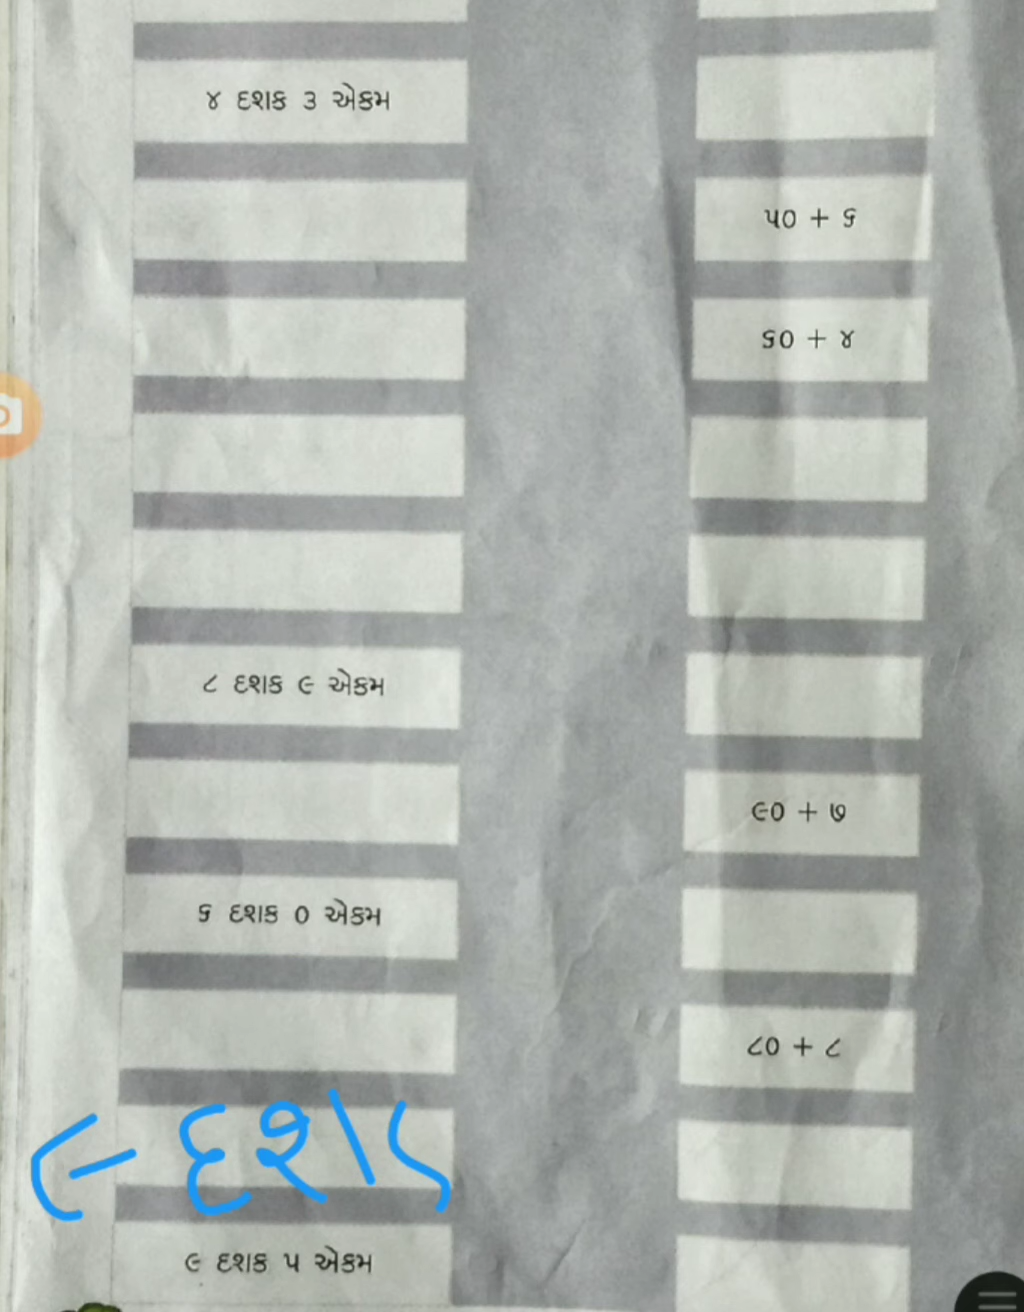 ૪ દશક ૩ એકમ
૫૦ + ૬
૬૦ + ૪
૮ દશક ૯ એકમ
૯૦ + ૭
૬ દશક ૦ એકમ
૮૦ + ૮
૯ દશક
૯ દશક ૫ એકમ